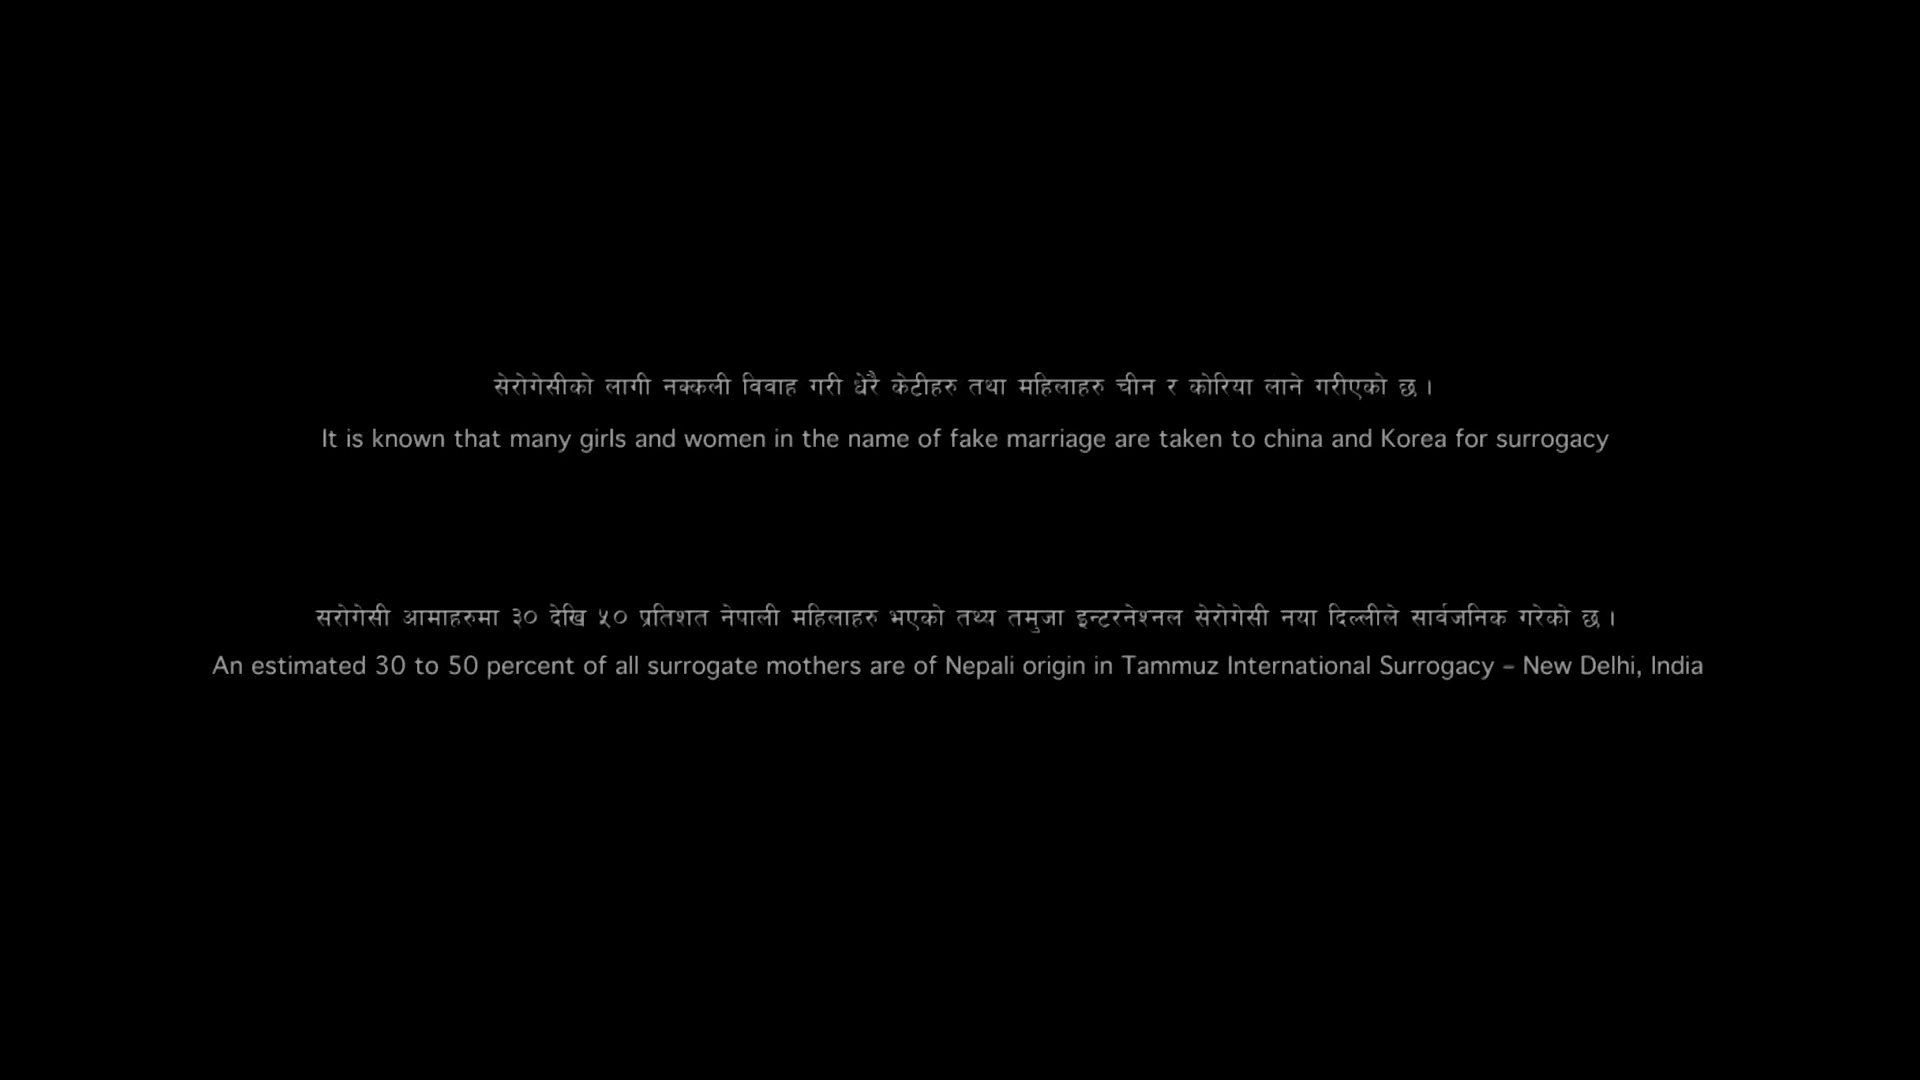 सेरोगेसीको लागी नक्कली विवाह गरी धेरै केटीहरु तथा महिलाहरु चीन र कोरिया लाने गरीएको छ ।
It is known that many girls and women in the name of fake marriage are taken to china and Korea for surrogacy
सरोगेसी आमाहरुमा ३० देखि ५० प्रतिशत नेपाली महिलाहरु भएको तथ्य तमुजा इन्टरनेश्नल सेरोगेसी नया दिल्लीले सार्वजनिक गरेको छ ।
An estimated 30 to 50 percent of all surrogate mothers are of Nepali origin in Tammuz International Surrogacy – New Delhi, India